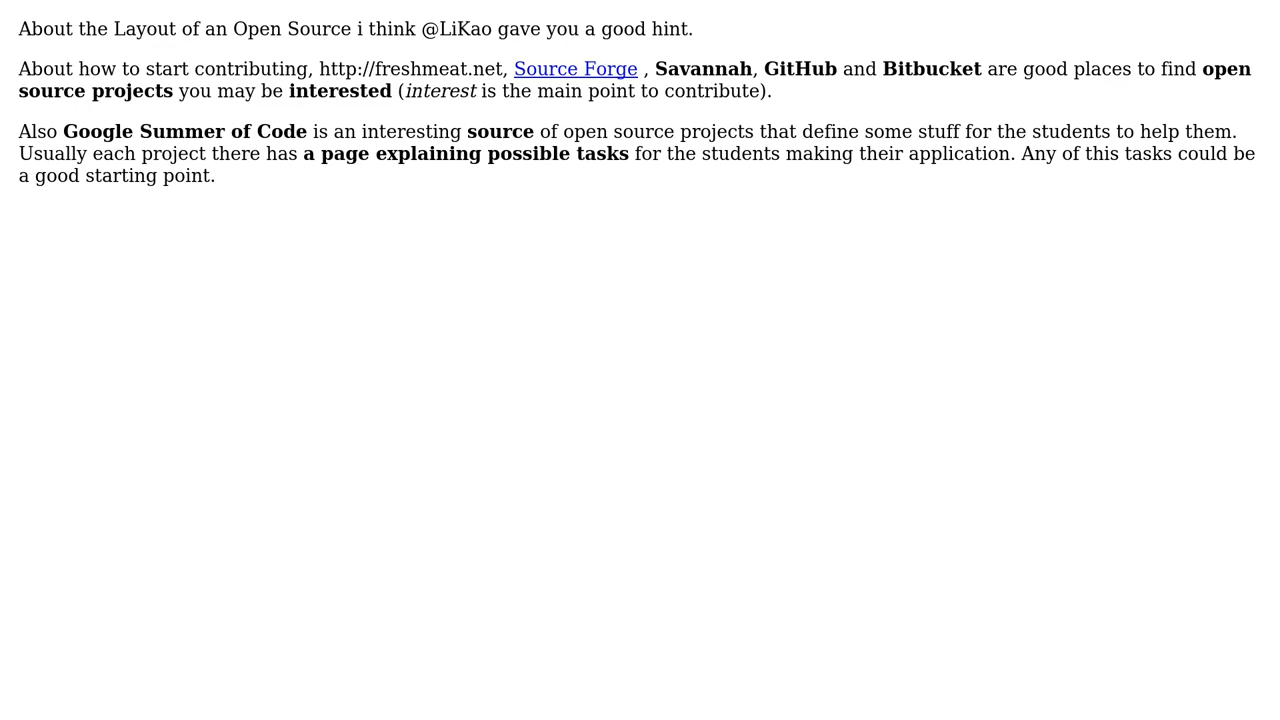 About the Layout of an Open Source i think @LiKao gave you a good hint.
About how to start contributing, http://freshmeat.net, Source Forge , Savannah, GitHub and Bitbucket are good places to find open
source projects you may be interested (interest is the main point to contribute).
Also Google Summer of Code is an interesting source of open source projects that define some stuff for the students to help them.
Usually each project there has a page explaining possible tasks for the students making their application. Any of this tasks could be
a good starting point.